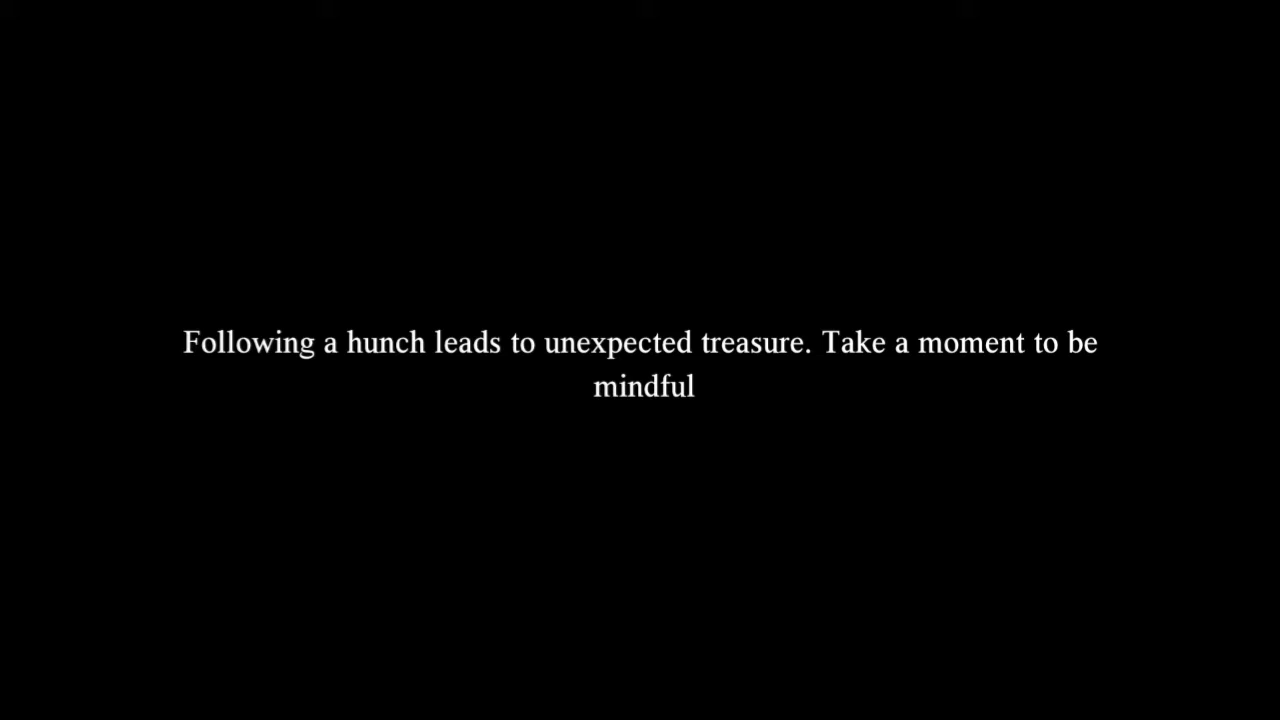 Following a hunch leads to unexpected treasure. Take a moment to be
mindful